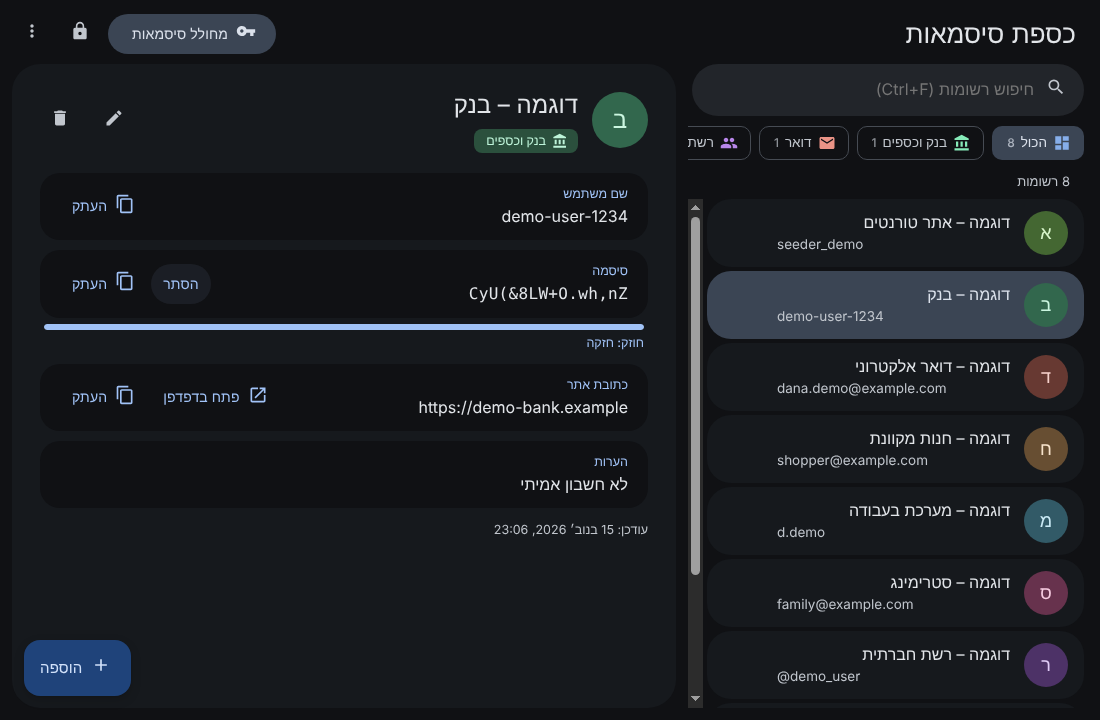 כספת סיסמאות
מחולל סיסמאות
חיפוש רשומות (Ctrl+F)
הכול 8
בנק וכספים 1
דואר 1
רשת
8 רשומות
א
דוגמה – אתר טורנטים
seeder_demo
ב
דוגמה – בנק
demo-user-1234
ד
דוגמה – דואר אלקטרוני
dana.demo@example.com
ח
דוגמה – חנות מקוונת
shopper@example.com
מ
דוגמה – מערכת בעבודה
d.demo
ס
דוגמה – סטרימינג
family@example.com
ר
דוגמה – רשת חברתית
@demo_user
ב
דוגמה – בנק
בנק וכספים
שם משתמש
demo-user-1234
העתק
סיסמה
CyU(&8LW+O.wh,nZ
הסתר
העתק
חוזק: חזקה
כתובת אתר
https://demo-bank.example
פתח בדפדפן
העתק
הערות
לא חשבון אמיתי
עודכן: 15 בנוב׳ 2026, 23:06
הוספה